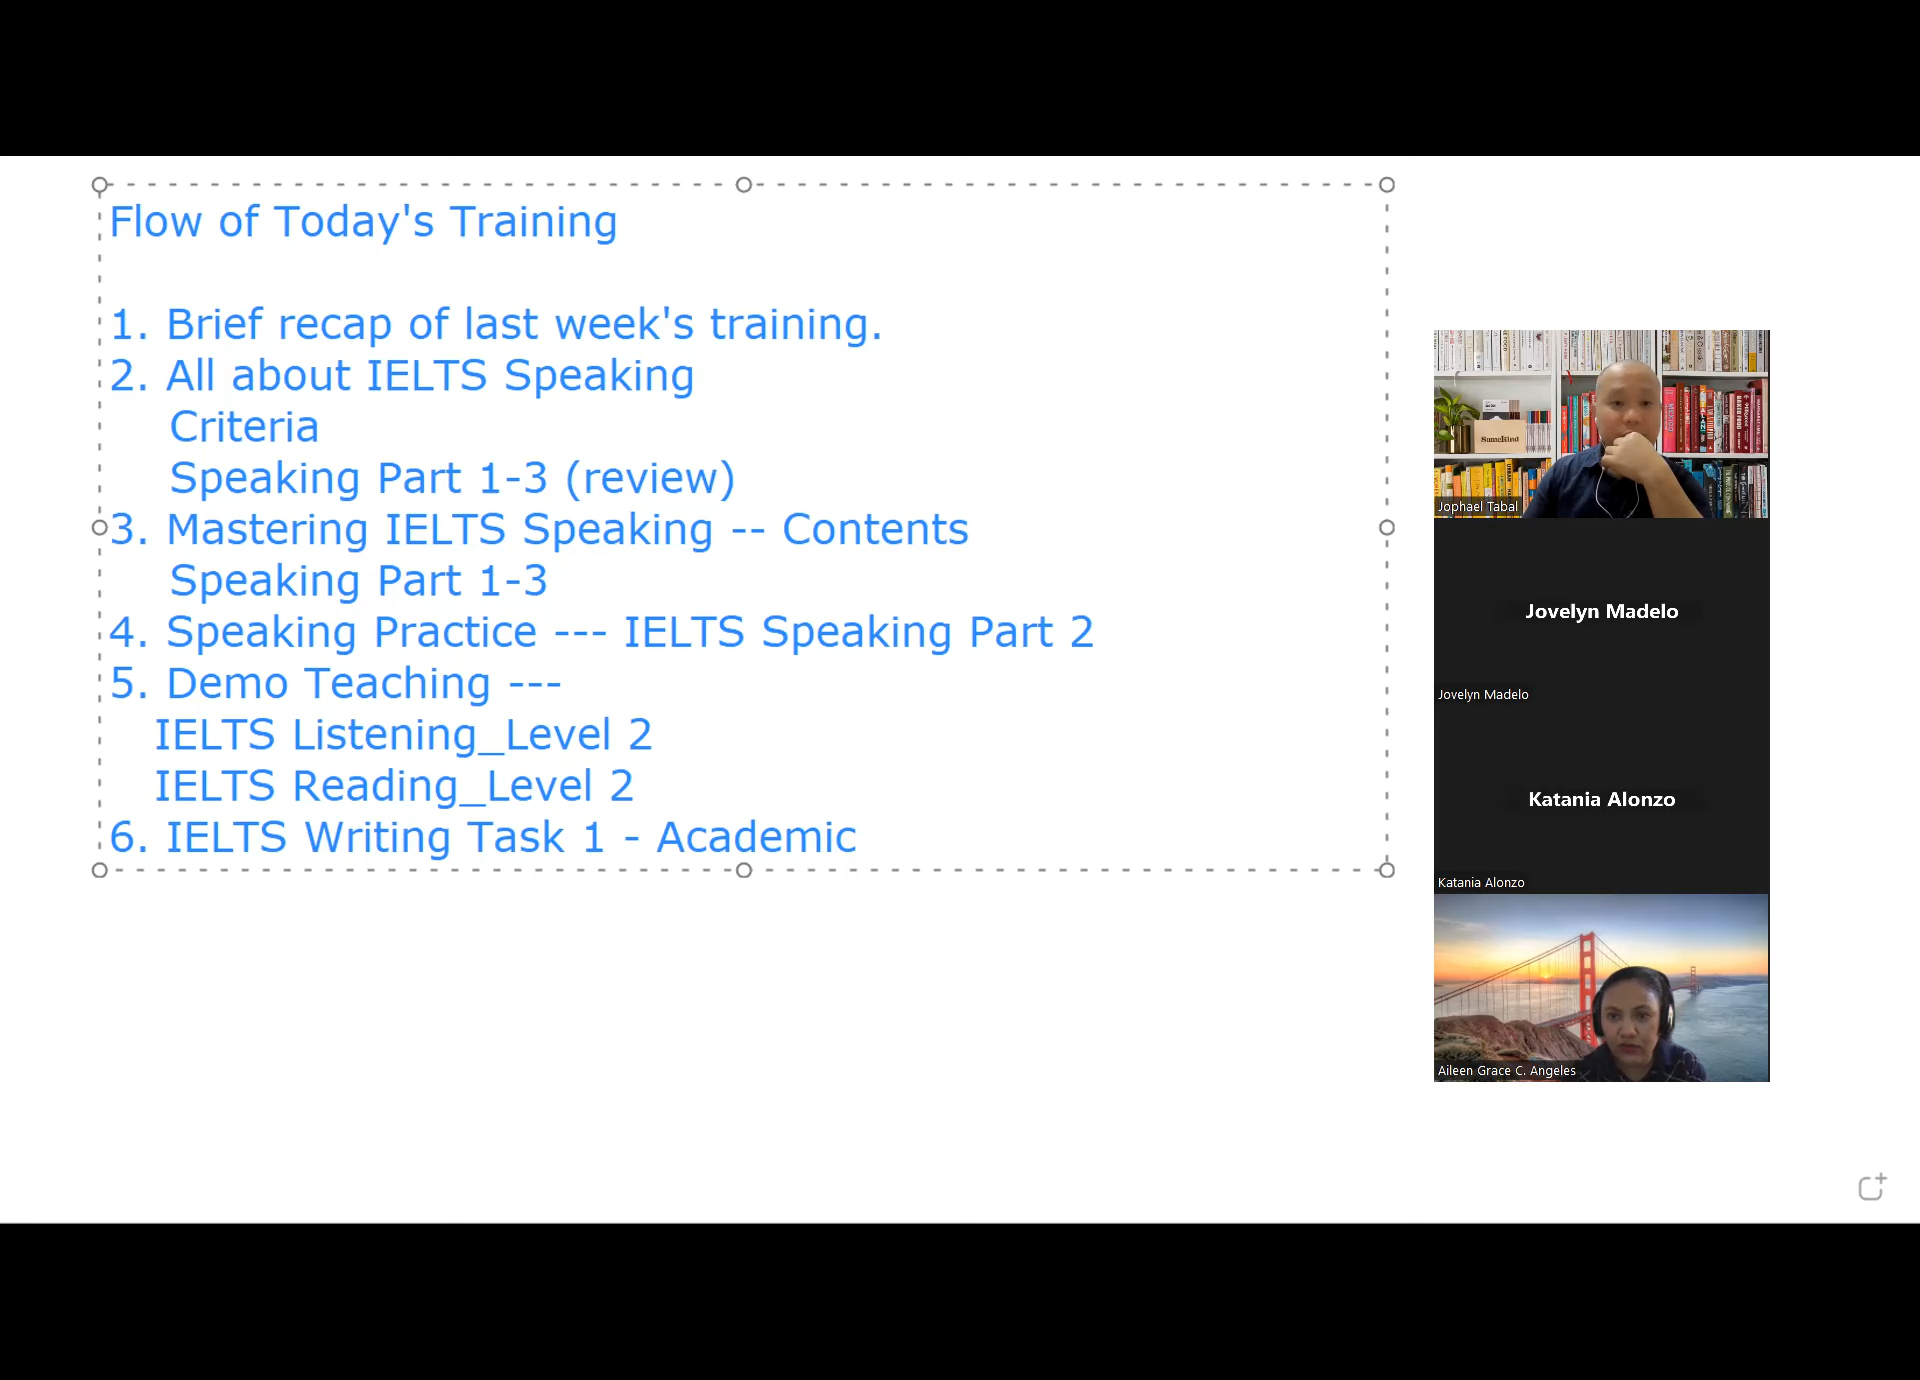 Flow of Today's Training
1. Brief recap of last week's training.
2. All about IELTS Speaking
Criteria
Speaking Part 1-3 (review)
3. Mastering IELTS Speaking -- Contents
Speaking Part 1-3
4. Speaking Practice --- IELTS Speaking Part 2
5. Demo Teaching ---
IELTS Listening_Level 2
IELTS Reading_Level 2
6. IELTS Writing Task 1 - Academic
SomeKind
Jophael Tabal
Jovelyn Madelo
Jovelyn Madelo
Katania Alonzo
Katania Alonzo
Aileen Grace C. Angeles